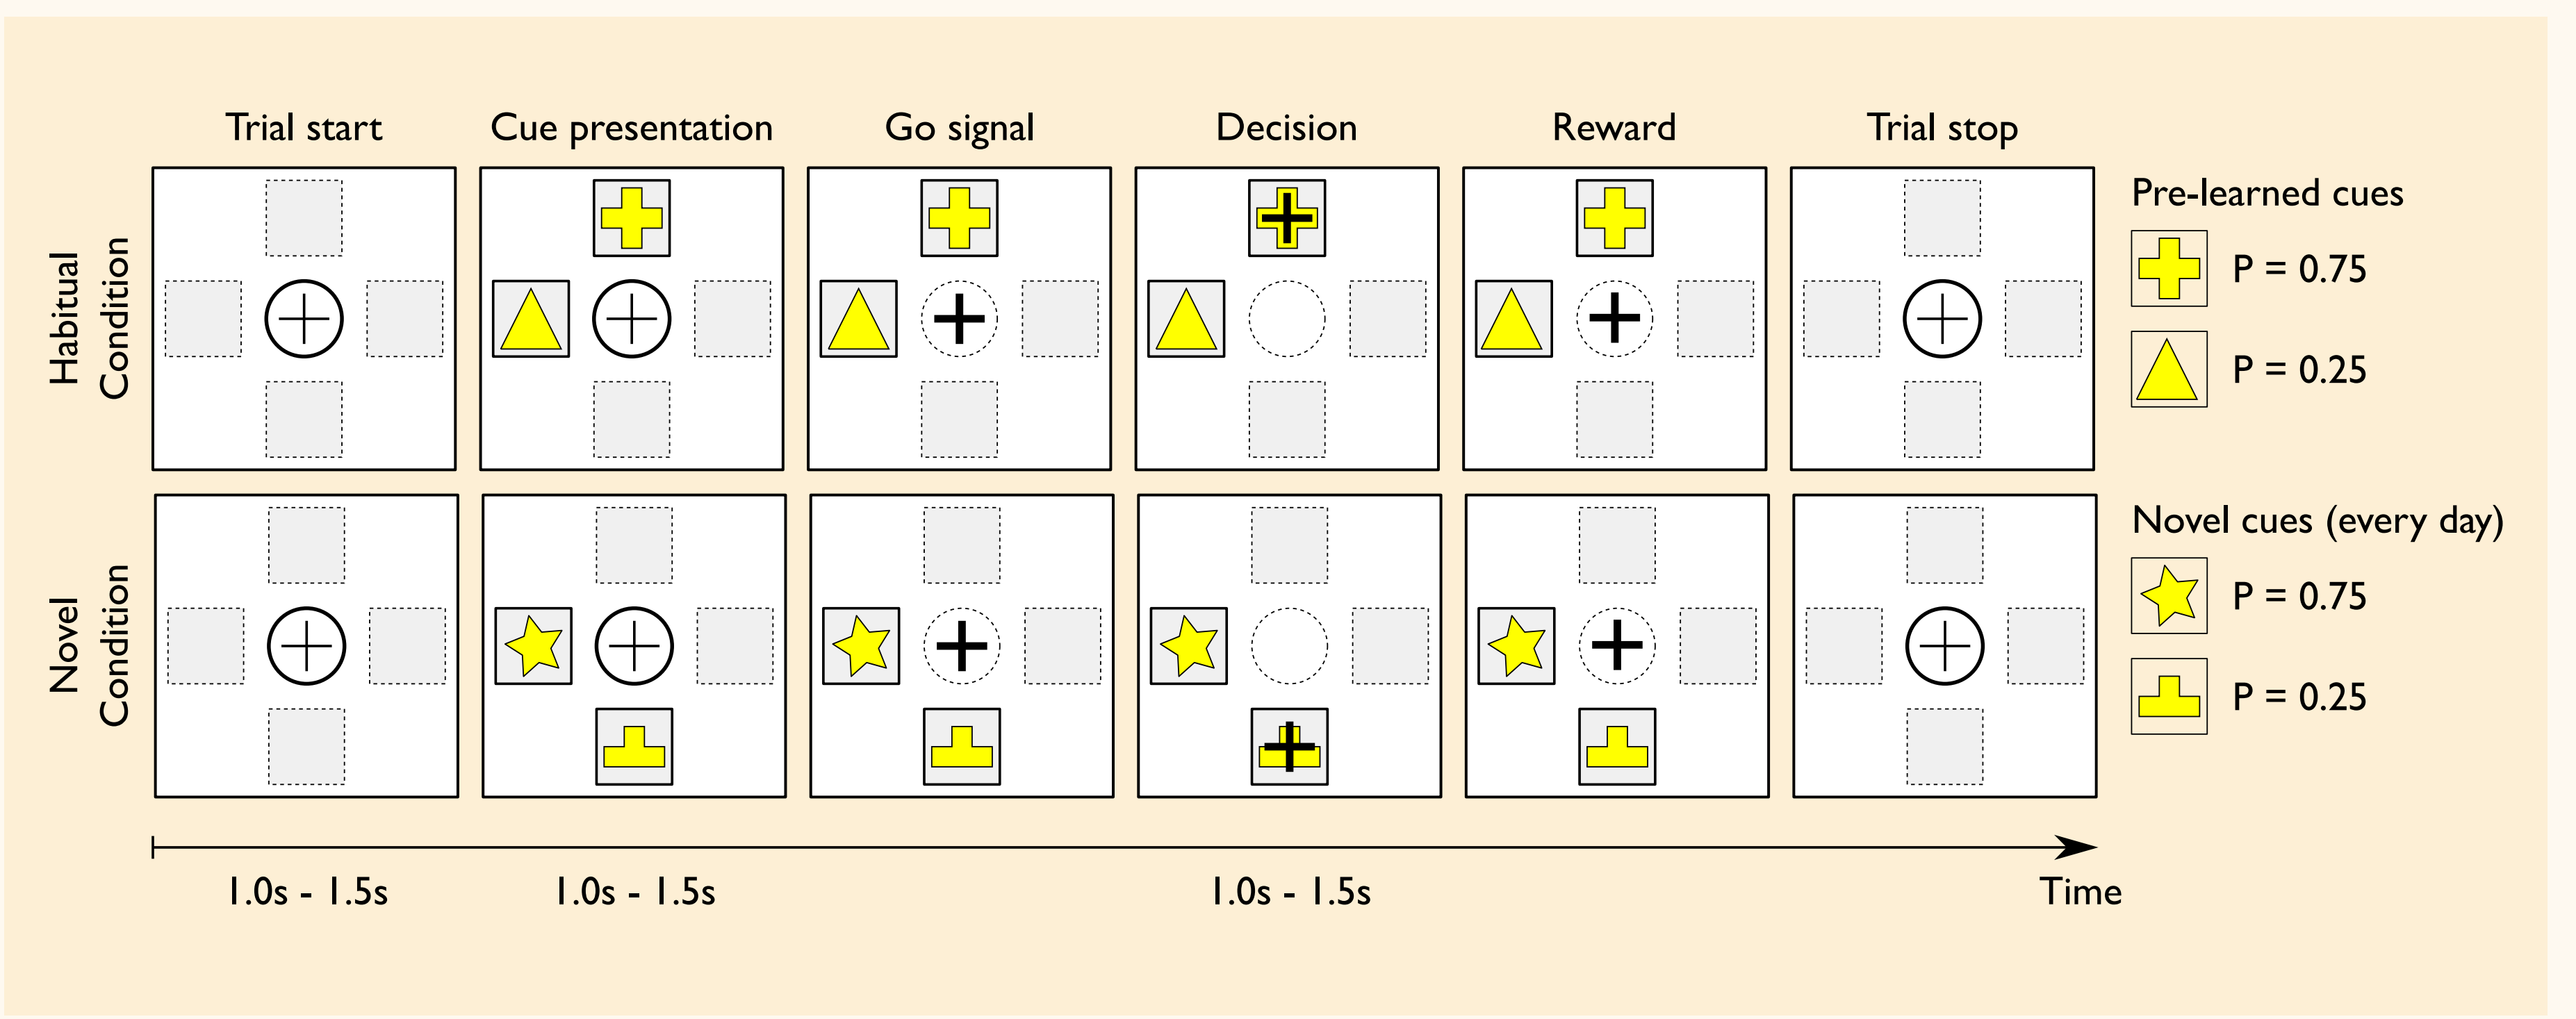 Trial start
Cue presentation
Go signal
Decision
Reward
Trial stop
Habitual
Condition
Pre-learned cues
P = 0.75
P = 0.25
Novel
Condition
Novel cues (every day)
P = 0.75
P = 0.25
1.0s - 1.5s
1.0s - 1.5s
1.0s - 1.5s
Time